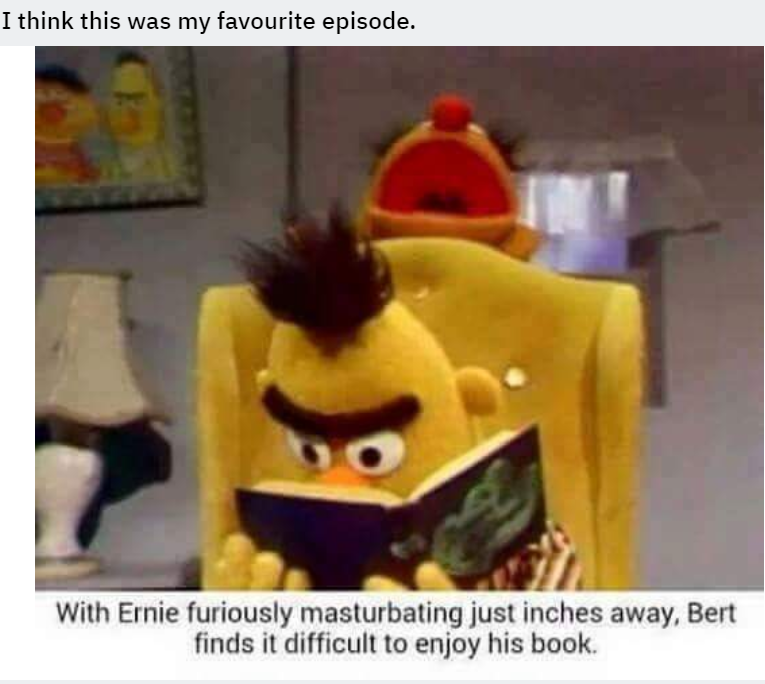 I think this was my favourite episode.
With Ernie furiously masturbating just inches away, Bert
finds it difficult to enjoy his book.